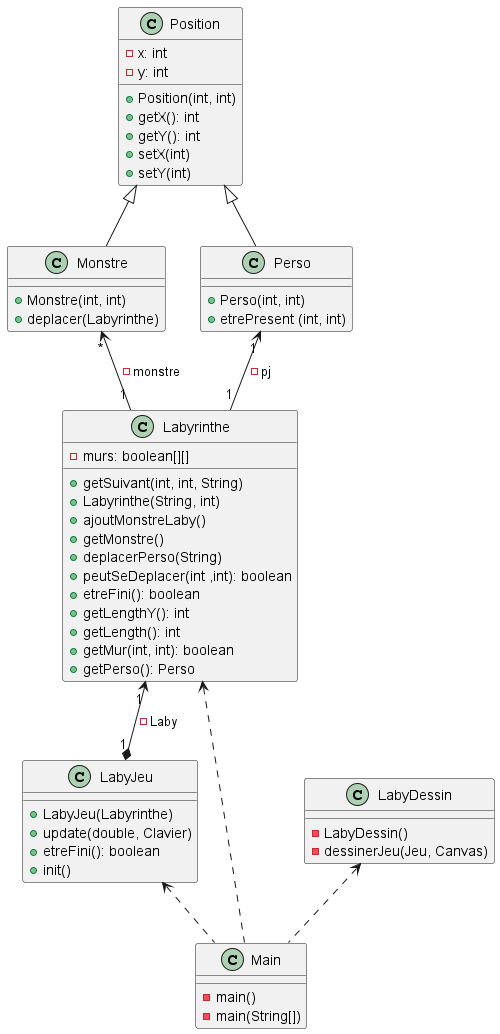 C Position
x: int
y: int
Position(int, int)
getX(): int
getY(): int
setX(int)
setY(int)
C Monstre
Monstre(int, int)
deplacer(Labyrinthe)
C Perso
Perso(int, int)
etrePresent (int, int)
* 1
monstre
1 1
pj
C Labyrinthe
murs: boolean[][]
getSuivant(int, int, String)
Labyrinthe(String, int)
ajoutMonstreLaby()
getMonstre()
deplacerPerso(String)
peutSeDeplacer(int ,int): boolean
etreFini(): boolean
getLengthY(): int
getLength(): int
getMur(int, int): boolean
getPerso(): Perso
1
Laby
1
C LabyJeu
LabyJeu(Labyrinthe)
update(double, Clavier)
etreFini(): boolean
init()
C LabyDessin
LabyDessin()
dessinerJeu(Jeu, Canvas)
C Main
main()
main(String[])